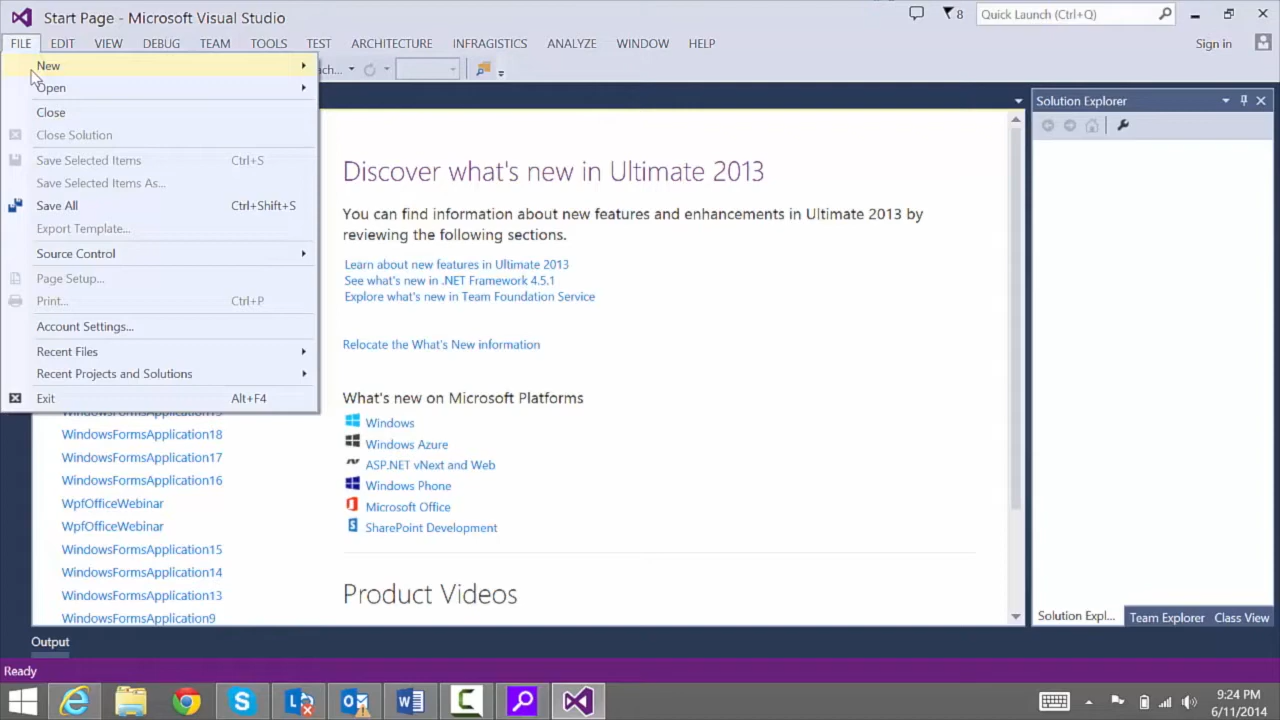 Start Page - Microsoft Visual Studio
8
Quick Launch (Ctrl+Q)
FILE EDIT VIEW DEBUG TEAM TOOLS TEST ARCHITECTURE INFRAGISTICS ANALYZE WINDOW HELP
Sign in
New
Open
Close
Close Solution
Save Selected Items Ctrl+S
Save Selected Items As...
Save All Ctrl+Shift+S
Export Template...
Source Control
Page Setup...
Print... Ctrl+P
Account Settings...
Recent Files
Recent Projects and Solutions
Exit Alt+F4
WindowsFormsApplication18
WindowsFormsApplication17
WindowsFormsApplication16
WpfOfficeWebinar
WpfOfficeWebinar
WindowsFormsApplication15
WindowsFormsApplication14
WindowsFormsApplication13
WindowsFormsApplication9
Discover what's new in Ultimate 2013
You can find information about new features and enhancements in Ultimate 2013 by
reviewing the following sections.
Learn about new features in Ultimate 2013
See what's new in .NET Framework 4.5.1
Explore what's new in Team Foundation Service
Relocate the What's New information
What's new on Microsoft Platforms
Windows
Windows Azure
ASP.NET vNext and Web
Windows Phone
Microsoft Office
SharePoint Development
Product Videos
Solution Explorer
Solution Expl... Team Explorer Class View
Output
Ready
9:24 PM
6/11/2014